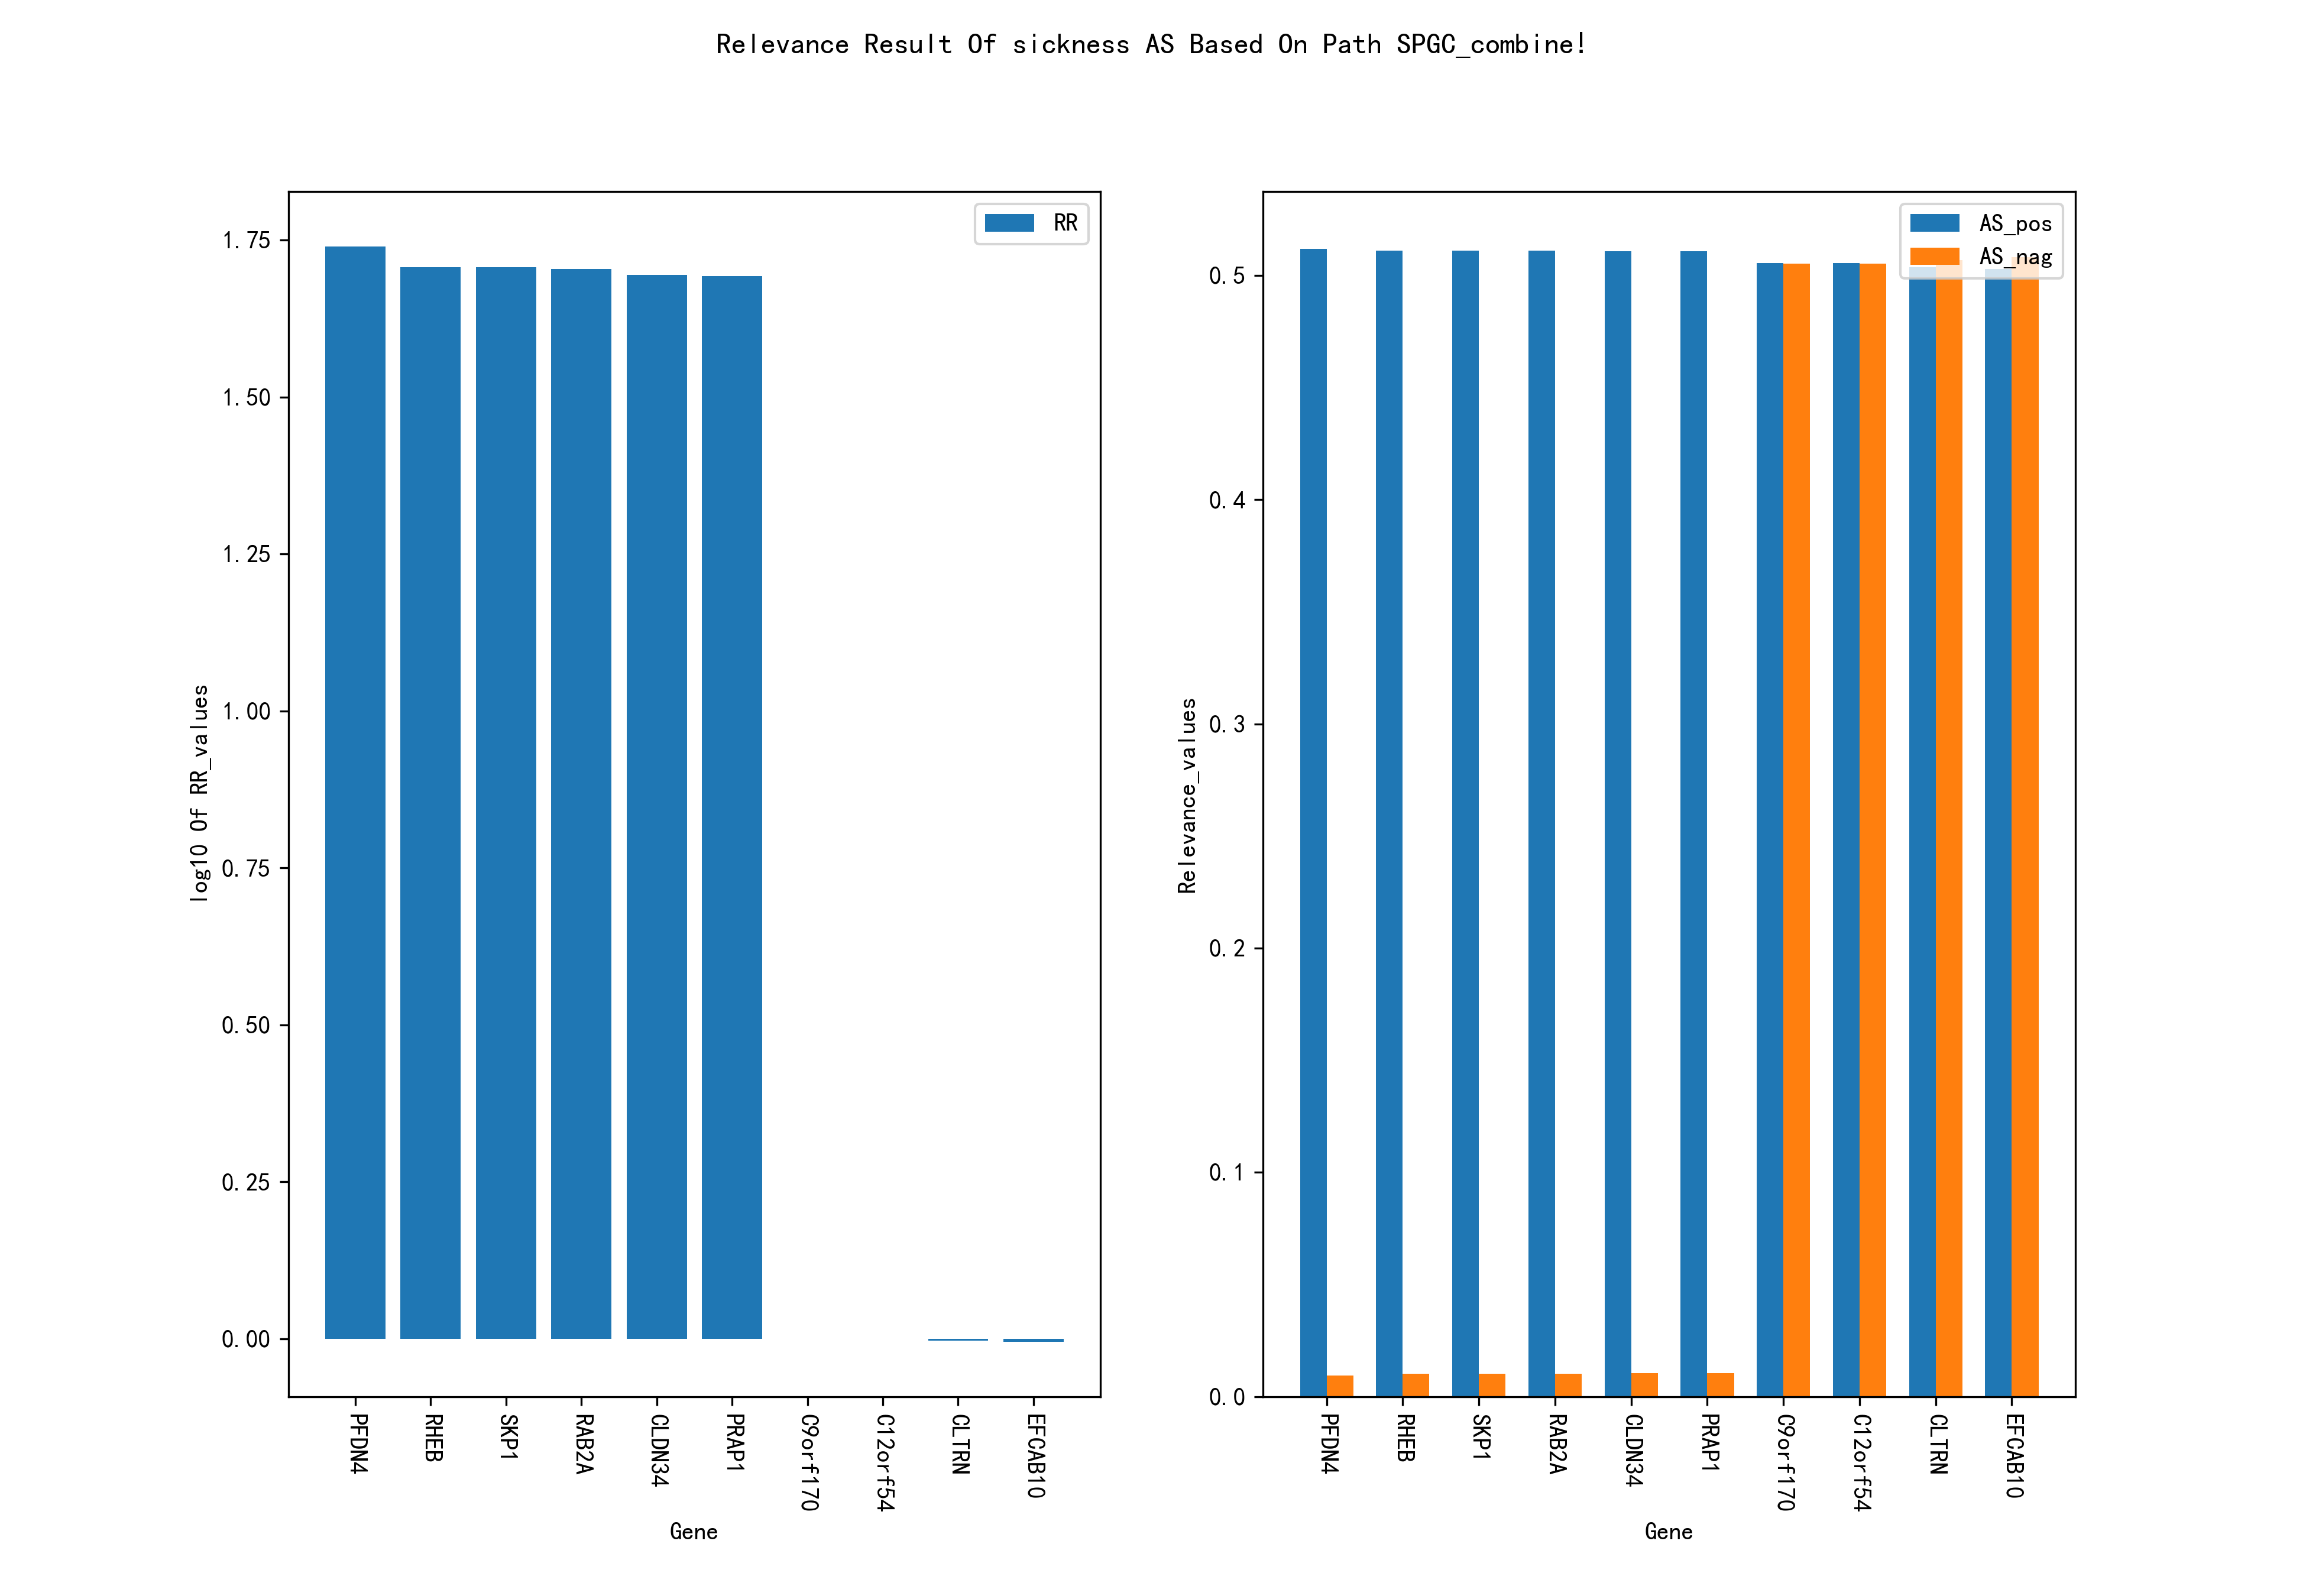 Relevance Result Of sickness AS Based On Path SPGC_combine!
RR
1.75
1.50
1.25
1.00
0.75
0.50
0.25
0.00
log10 Of RR_values
PFDN4
RHEB
SKP1
RAB2A
CLDN34
PRAP1
C9orf170
C12orf54
CLTRN
EFCAB10
Gene
AS_pos
AS_nag
0.5
0.4
0.3
0.2
0.1
0.0
Relevance_values
PFDN4
RHEB
SKP1
RAB2A
CLDN34
PRAP1
C9orf170
C12orf54
CLTRN
EFCAB10
Gene